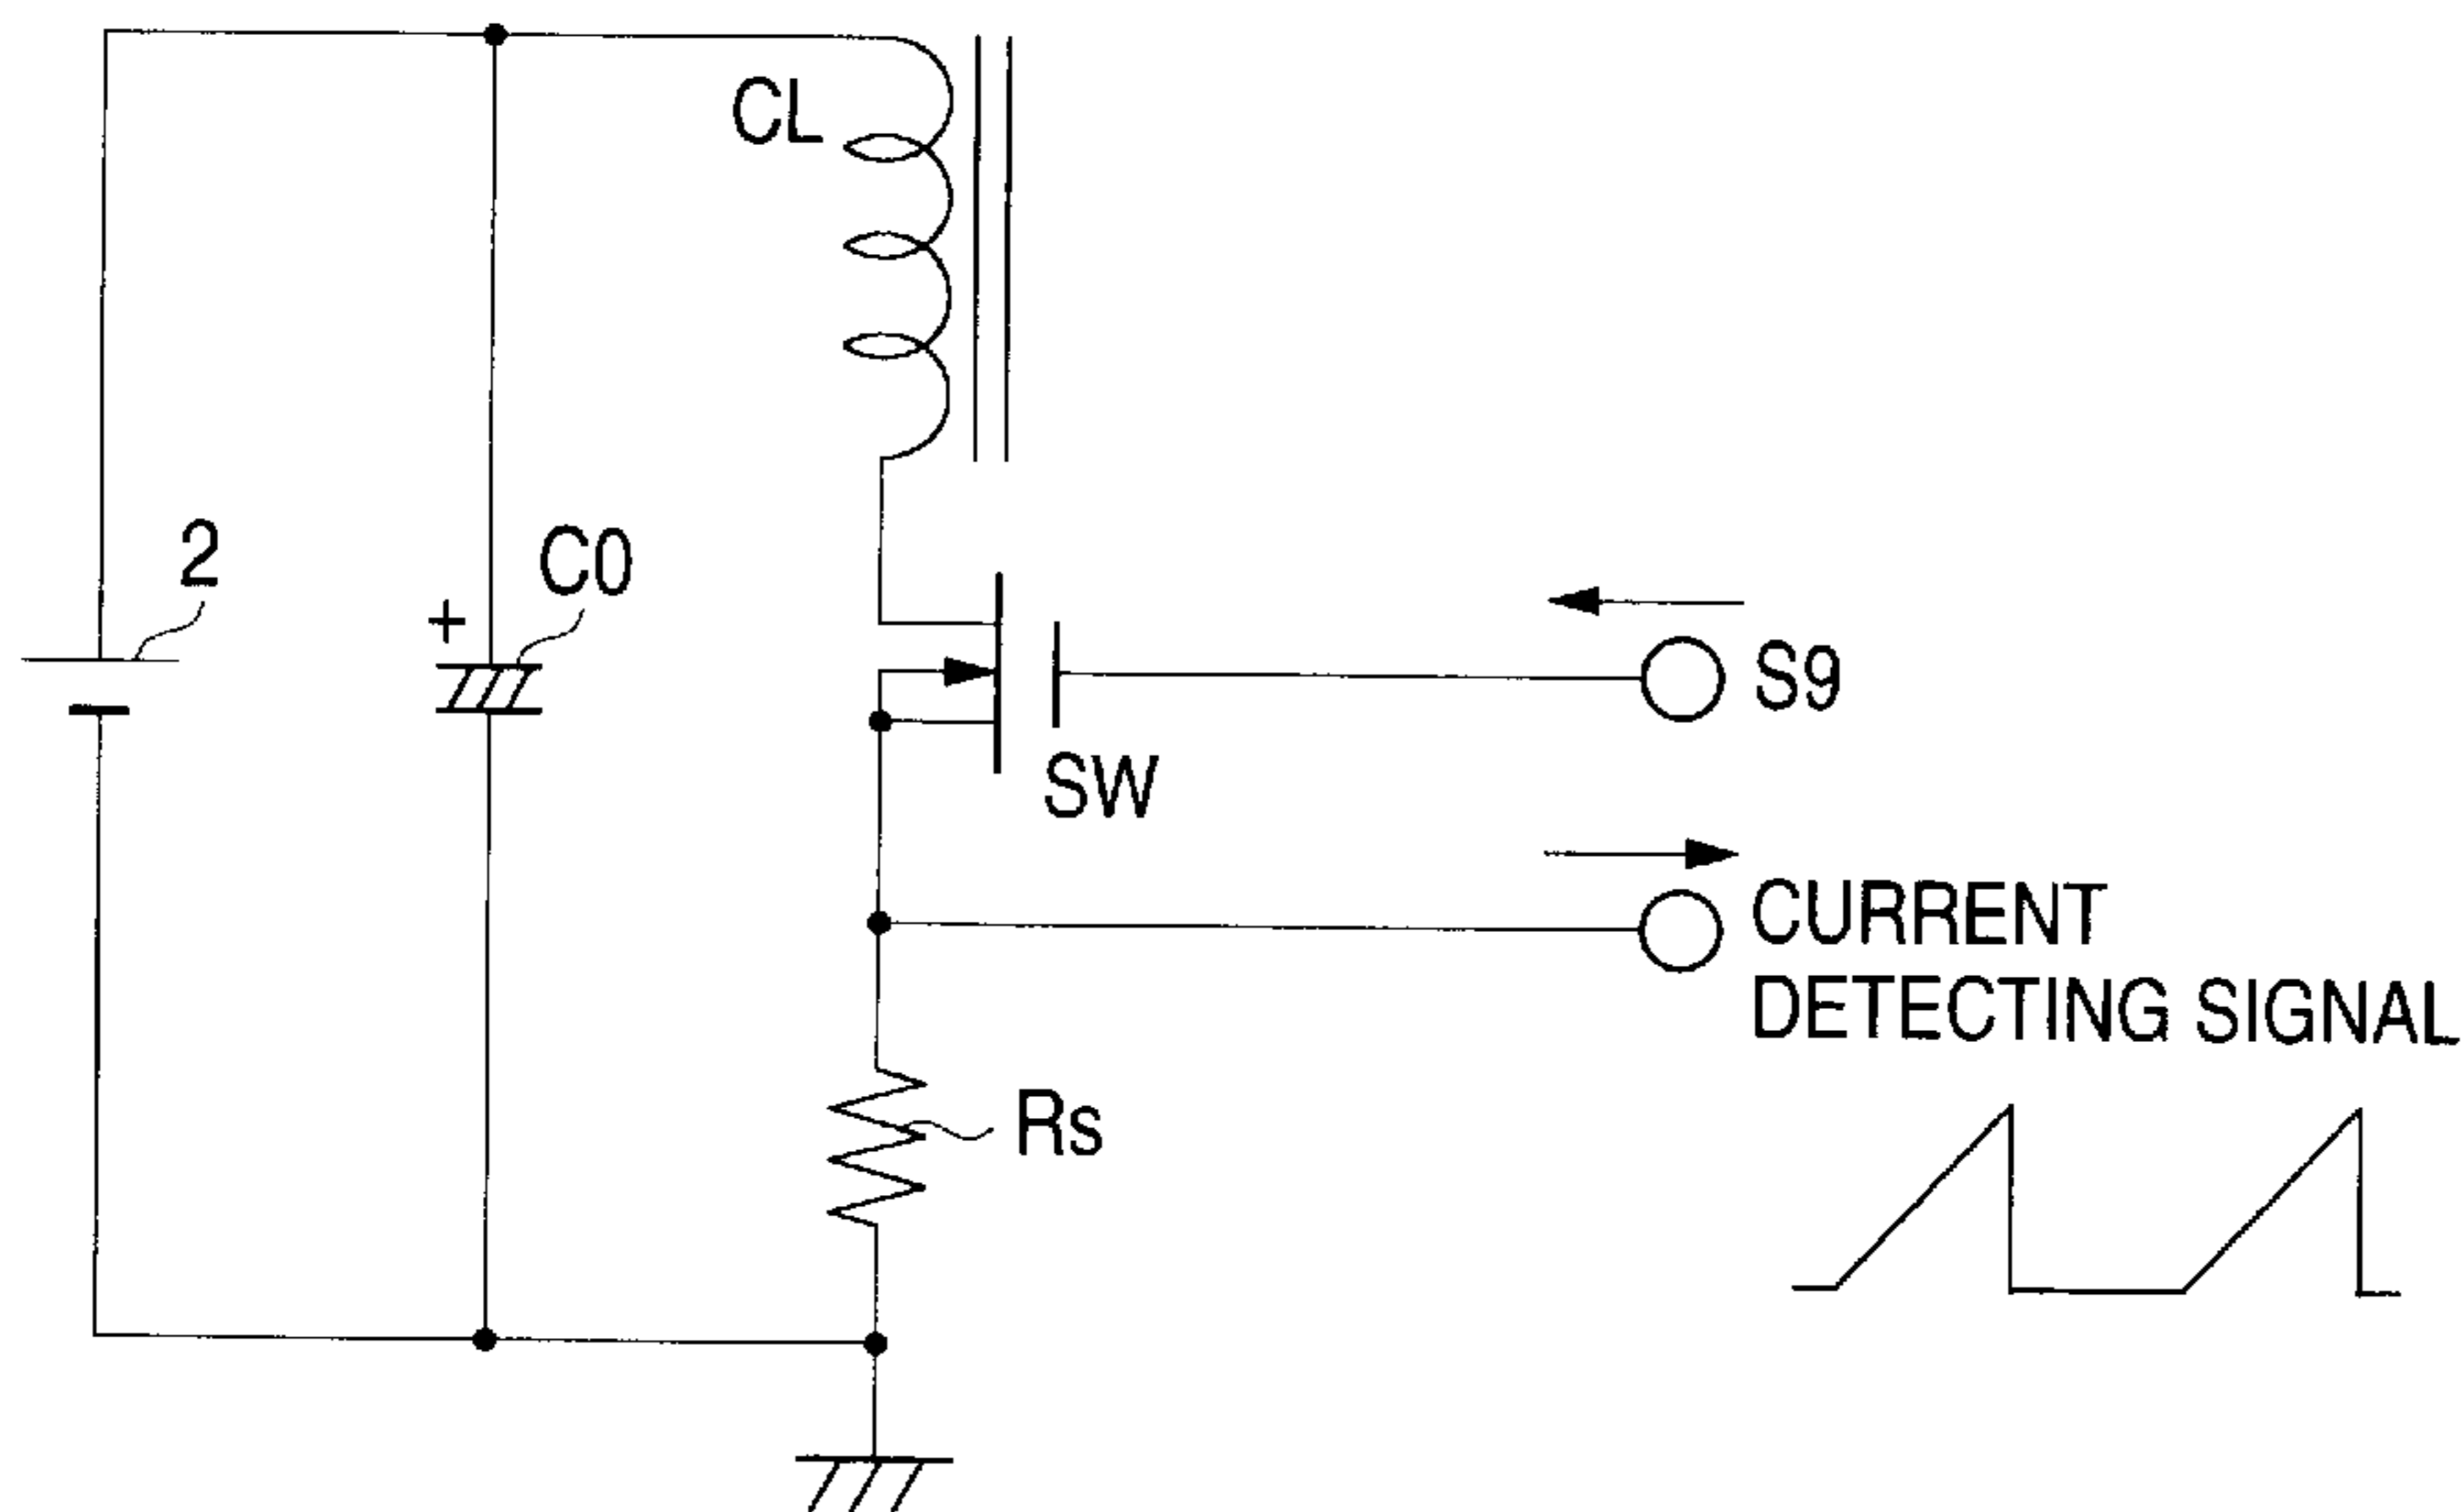 CL
2
C0
+
S9
SW
CURRENT
DETECTING SIGNAL
Rs